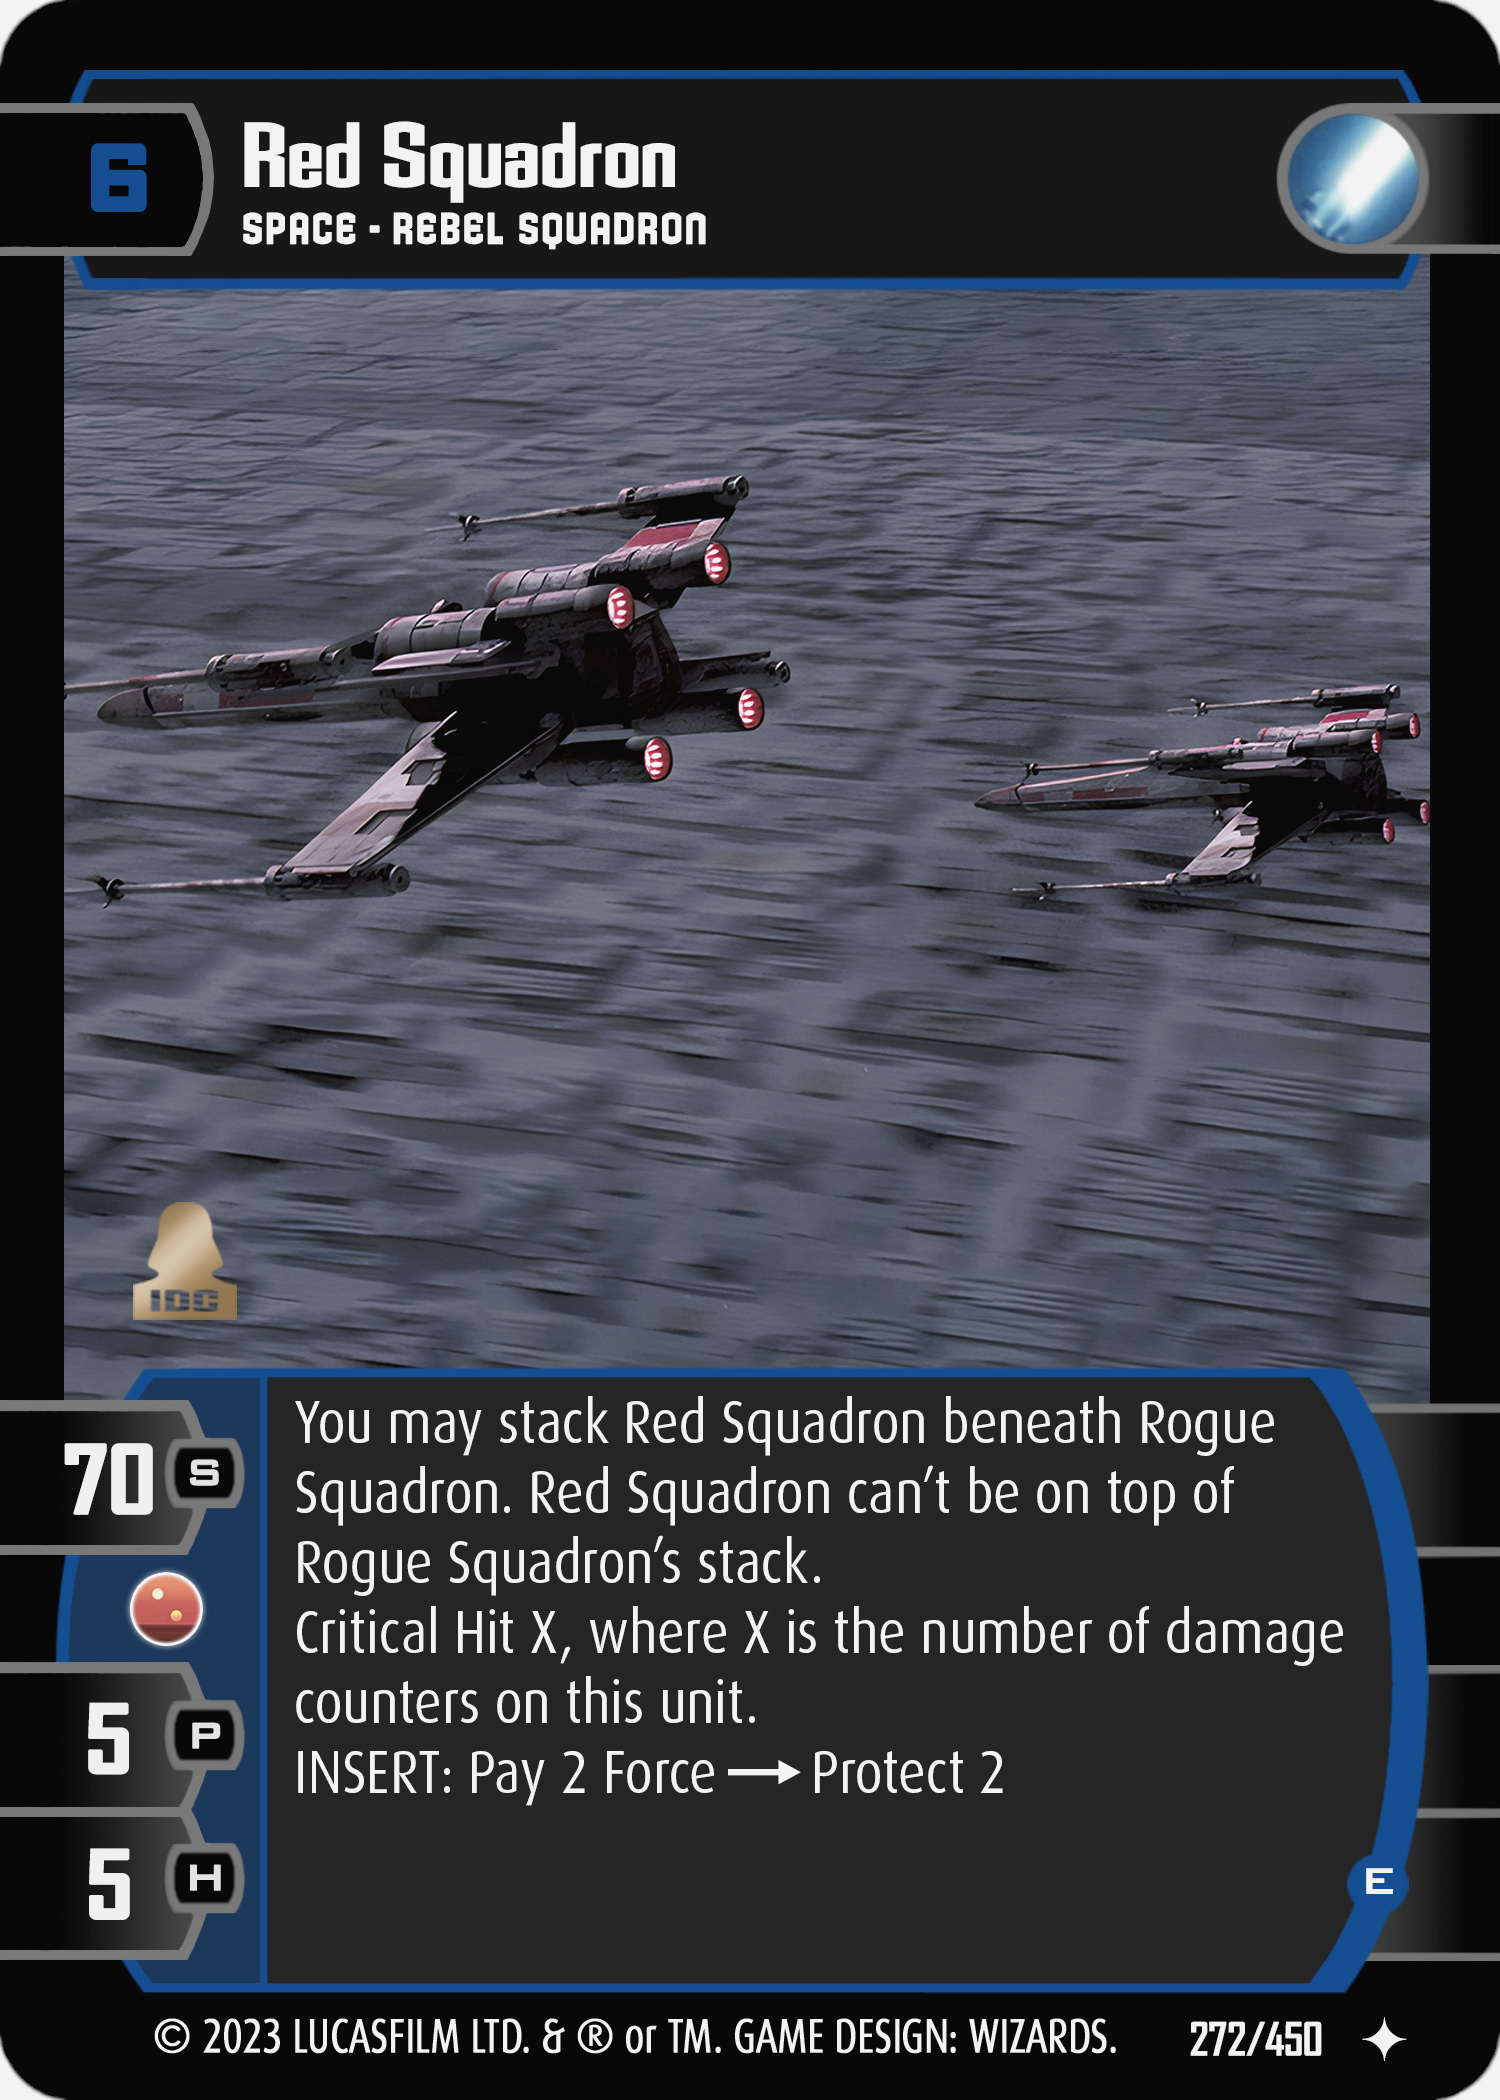 6
Red Squadron
SPACE - REBEL SQUADRON
IDC
70 S
5 P
5 H
You may stack Red Squadron beneath Rogue
Squadron. Red Squadron can't be on top of
Rogue Squadron's stack.
Critical Hit X, where X is the number of damage
counters on this unit.
INSERT: Pay 2 Force → Protect 2
E
© 2023 LUCASFILM LTD. & ® or TM. GAME DESIGN: WIZARDS. 272/450